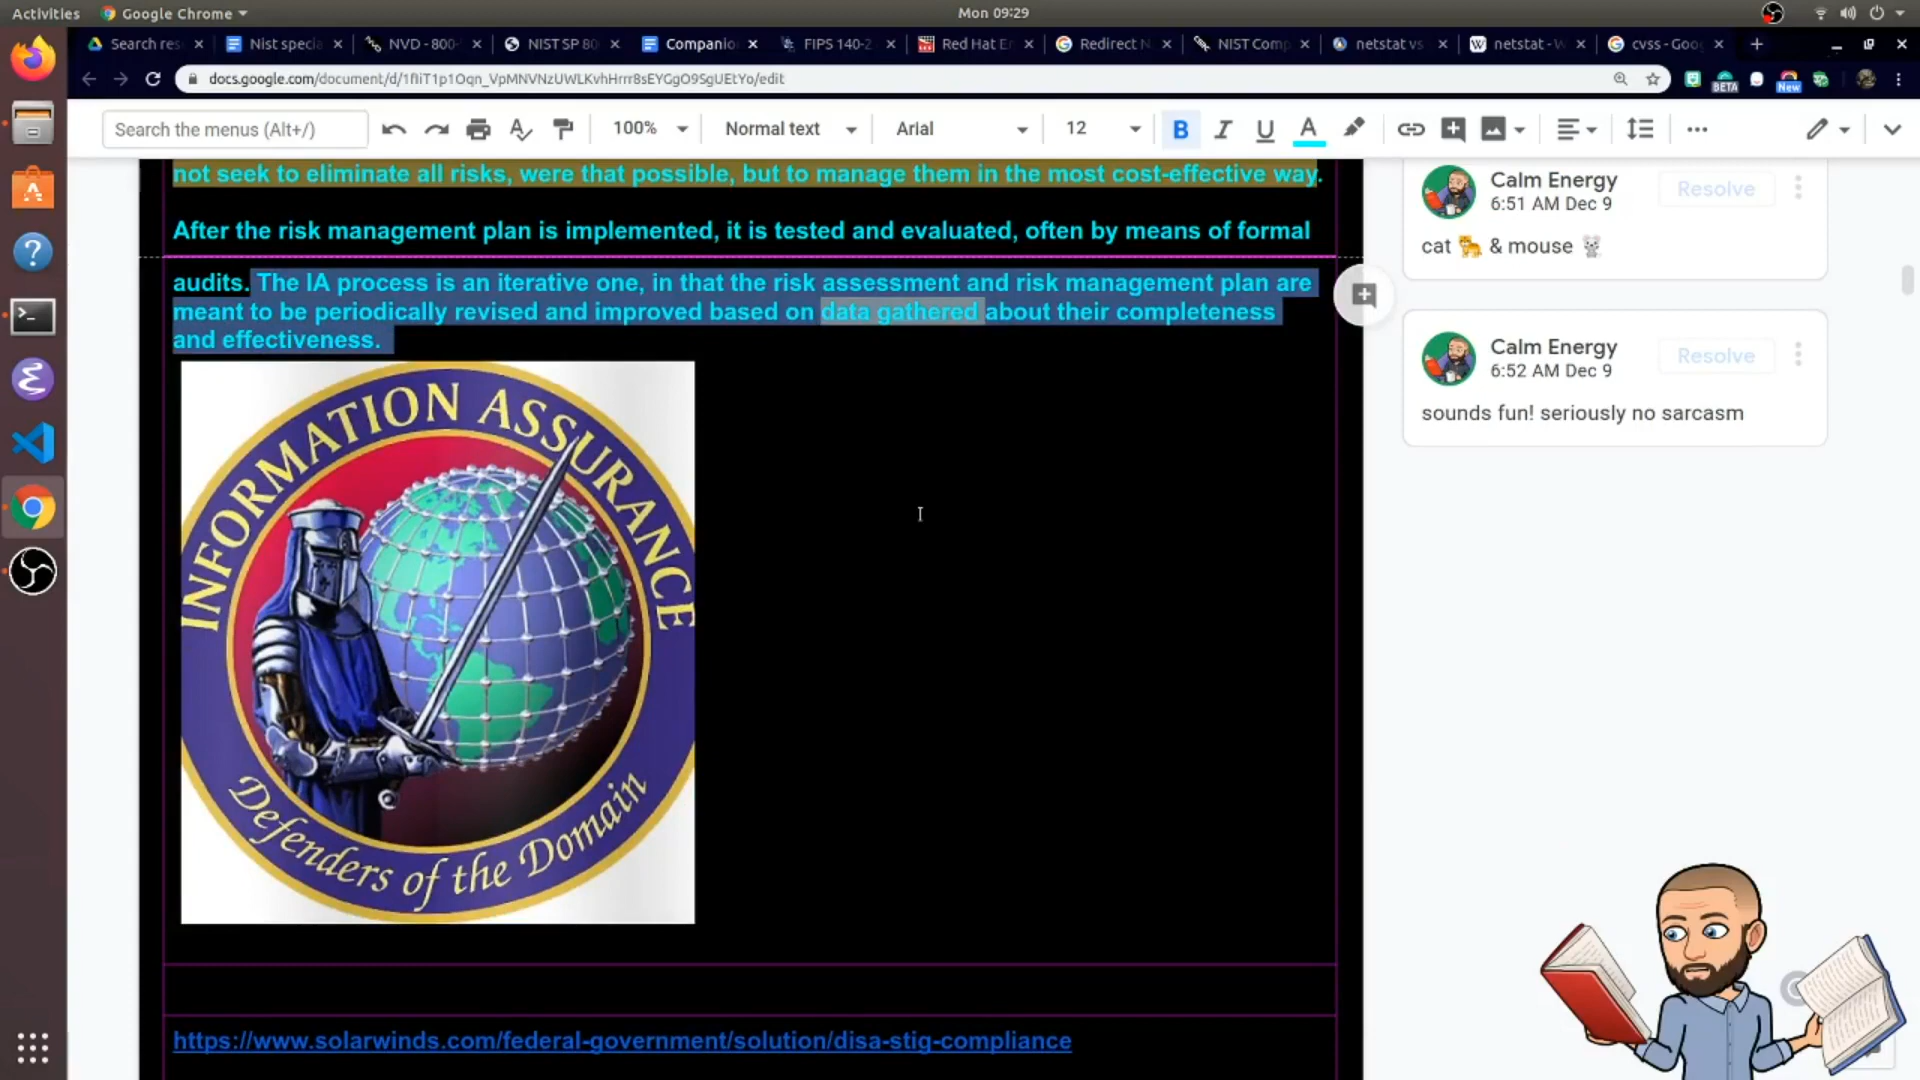 Activities
Google Chrome
Mon 09:29
Search res
Nist specia
NVD - 800-
NIST SP 80
Companio
FIPS 140-2
Red Hat En
Redirect N
NIST Comp
netstat vs
netstat - W
cvss - Goog
docs.google.com/document/d/1fIiT1p1Oqn_VpMNVNzUWLKvhHrrr8sEYGgO9SgUEtYo/edit
BETA
New
Search the menus (Alt+/)
100%
Normal text
Arial
12
B I U A
not seek to eliminate all risks, were that possible, but to manage them in the most cost-effective way.
After the risk management plan is implemented, it is tested and evaluated, often by means of formal
audits. The IA process is an iterative one, in that the risk assessment and risk management plan are
meant to be periodically revised and improved based on data gathered about their completeness
and effectiveness.
INFORMATION ASSURANCE
Defenders of the Domain
https://www.solarwinds.com/federal-government/solution/disa-stig-compliance
Calm Energy
Resolve
6:51 AM Dec 9
cat 🐅 & mouse 🐭
Calm Energy
Resolve
6:52 AM Dec 9
sounds fun! seriously no sarcasm